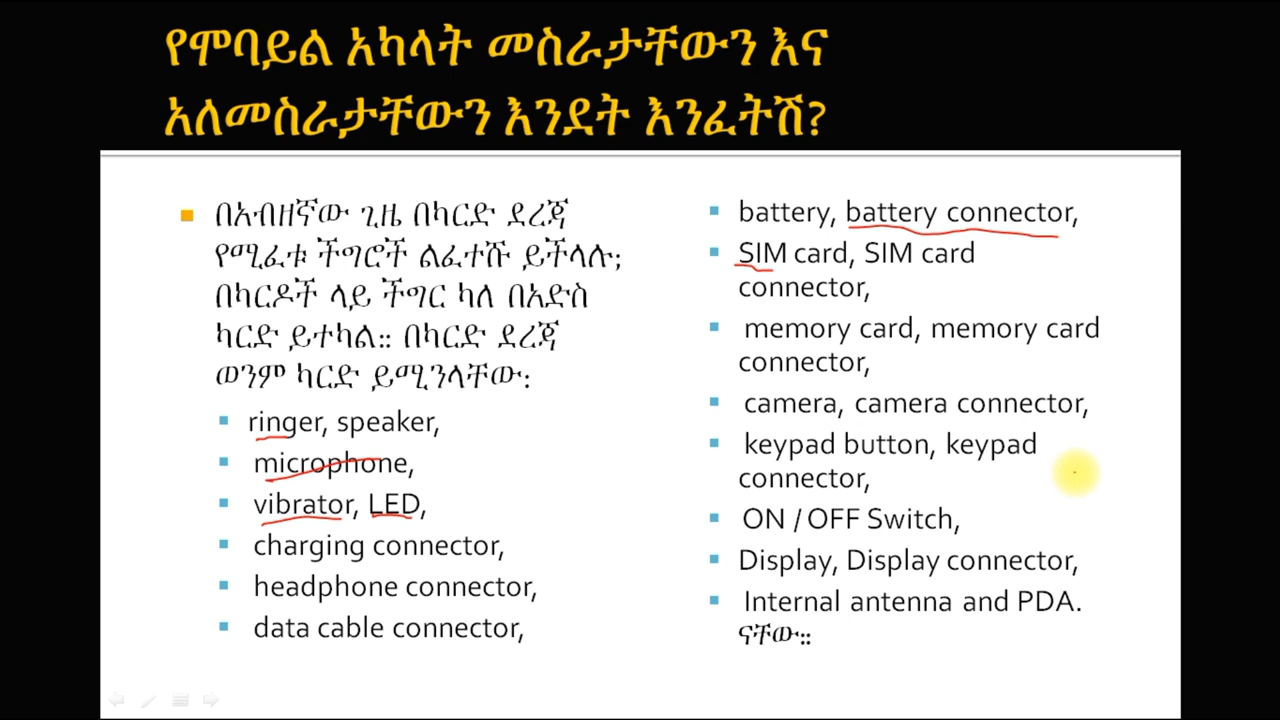 የሞባይል አካላት መስራታቸውን እና
አለመስራታቸውን እንደት እንፈትሽ?
በአብዘኛው ጊዜ በካርድ ደረጃ
የሚፈቱ ችግሮች ልፈተሹ ይችላሉ;
በካርዶች ላይ ችግር ካለ በአድስ
ካርድ ይተካል። በካርድ ደረጃ
ወንም ካርድ ይሚንላቸው:
ringer, speaker,
microphone,
vibrator, LED,
charging connector,
headphone connector,
data cable connector,
battery, battery connector,
SIM card, SIM card
connector,
memory card, memory card
connector,
camera, camera connector,
keypad button, keypad
connector,
ON / OFF Switch,
Display, Display connector,
Internal antenna and PDA.
ናቸው።